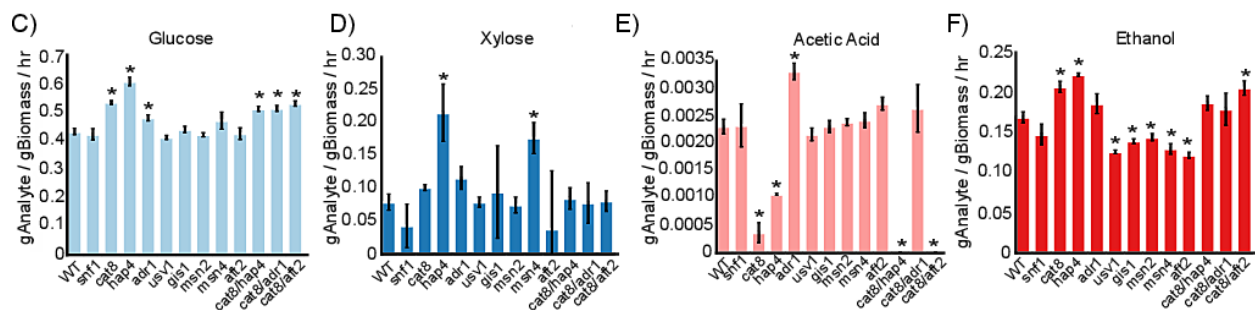 C) Glucose
gAnalyte / gBiomass / hr
0.7
0.6
0.5
0.4
0.4
0.2
0.1
0
* * * * * *
WT snf1 cat8 hap4 adr1 usv1 gis1 msn2 msn4 aft2 cat8/hap4 cat8/adr1 cat8/aft2
D) Xylose
gAnalyte / gBiomass / hr
0.30
0.25
0.20
0.15
0.10
0.05
0
* *
WT snf1 cat8 hap4 adr1 usv1 gis1 msn2 msn4 aft2 cat8/hap4 cat8/adr1 cat8/aft2
E) Acetic Acid
gAnalyte / gBiomass / hr
0.0035
0.003
0.0025
0.002
0.0002
0.0010
0.0005
0
* * * * *
WT snf1 cat8 hap4 adr1 usv1 gis1 msn2 msn4 aft2 cat8/hap4 cat8/adr1 cat8/aft2
F) Ethanol
gAnalyte / gBiomass / hr
0.25
0.20
0.15
0.10
0.15
0.00
* * * * * * * *
WT snf1 cat8 hap4 adr1 usv1 gis1 msn2 msn4 aft2 cat8/hap4 cat8/adr1 cat8/aft2